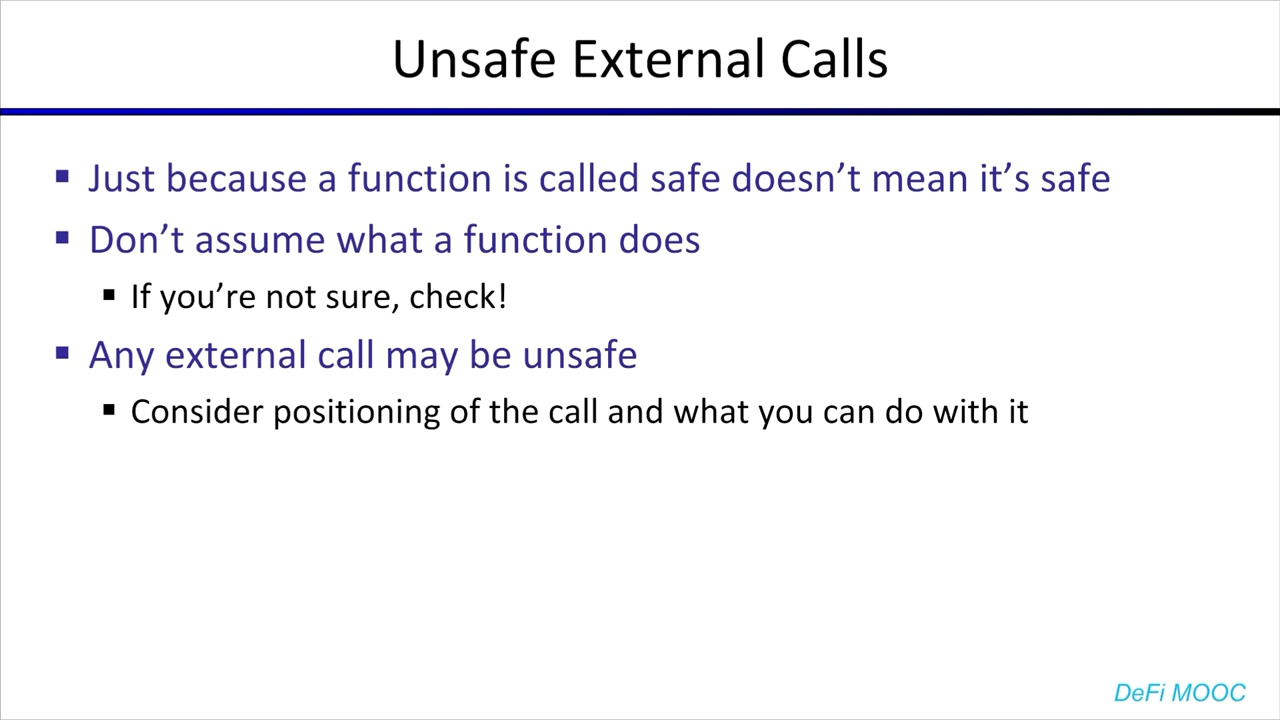 Unsafe External Calls
Just because a function is called safe doesn’t mean it’s safe
Don’t assume what a function does
If you’re not sure, check!
Any external call may be unsafe
Consider positioning of the call and what you can do with it
DeFi MOOC